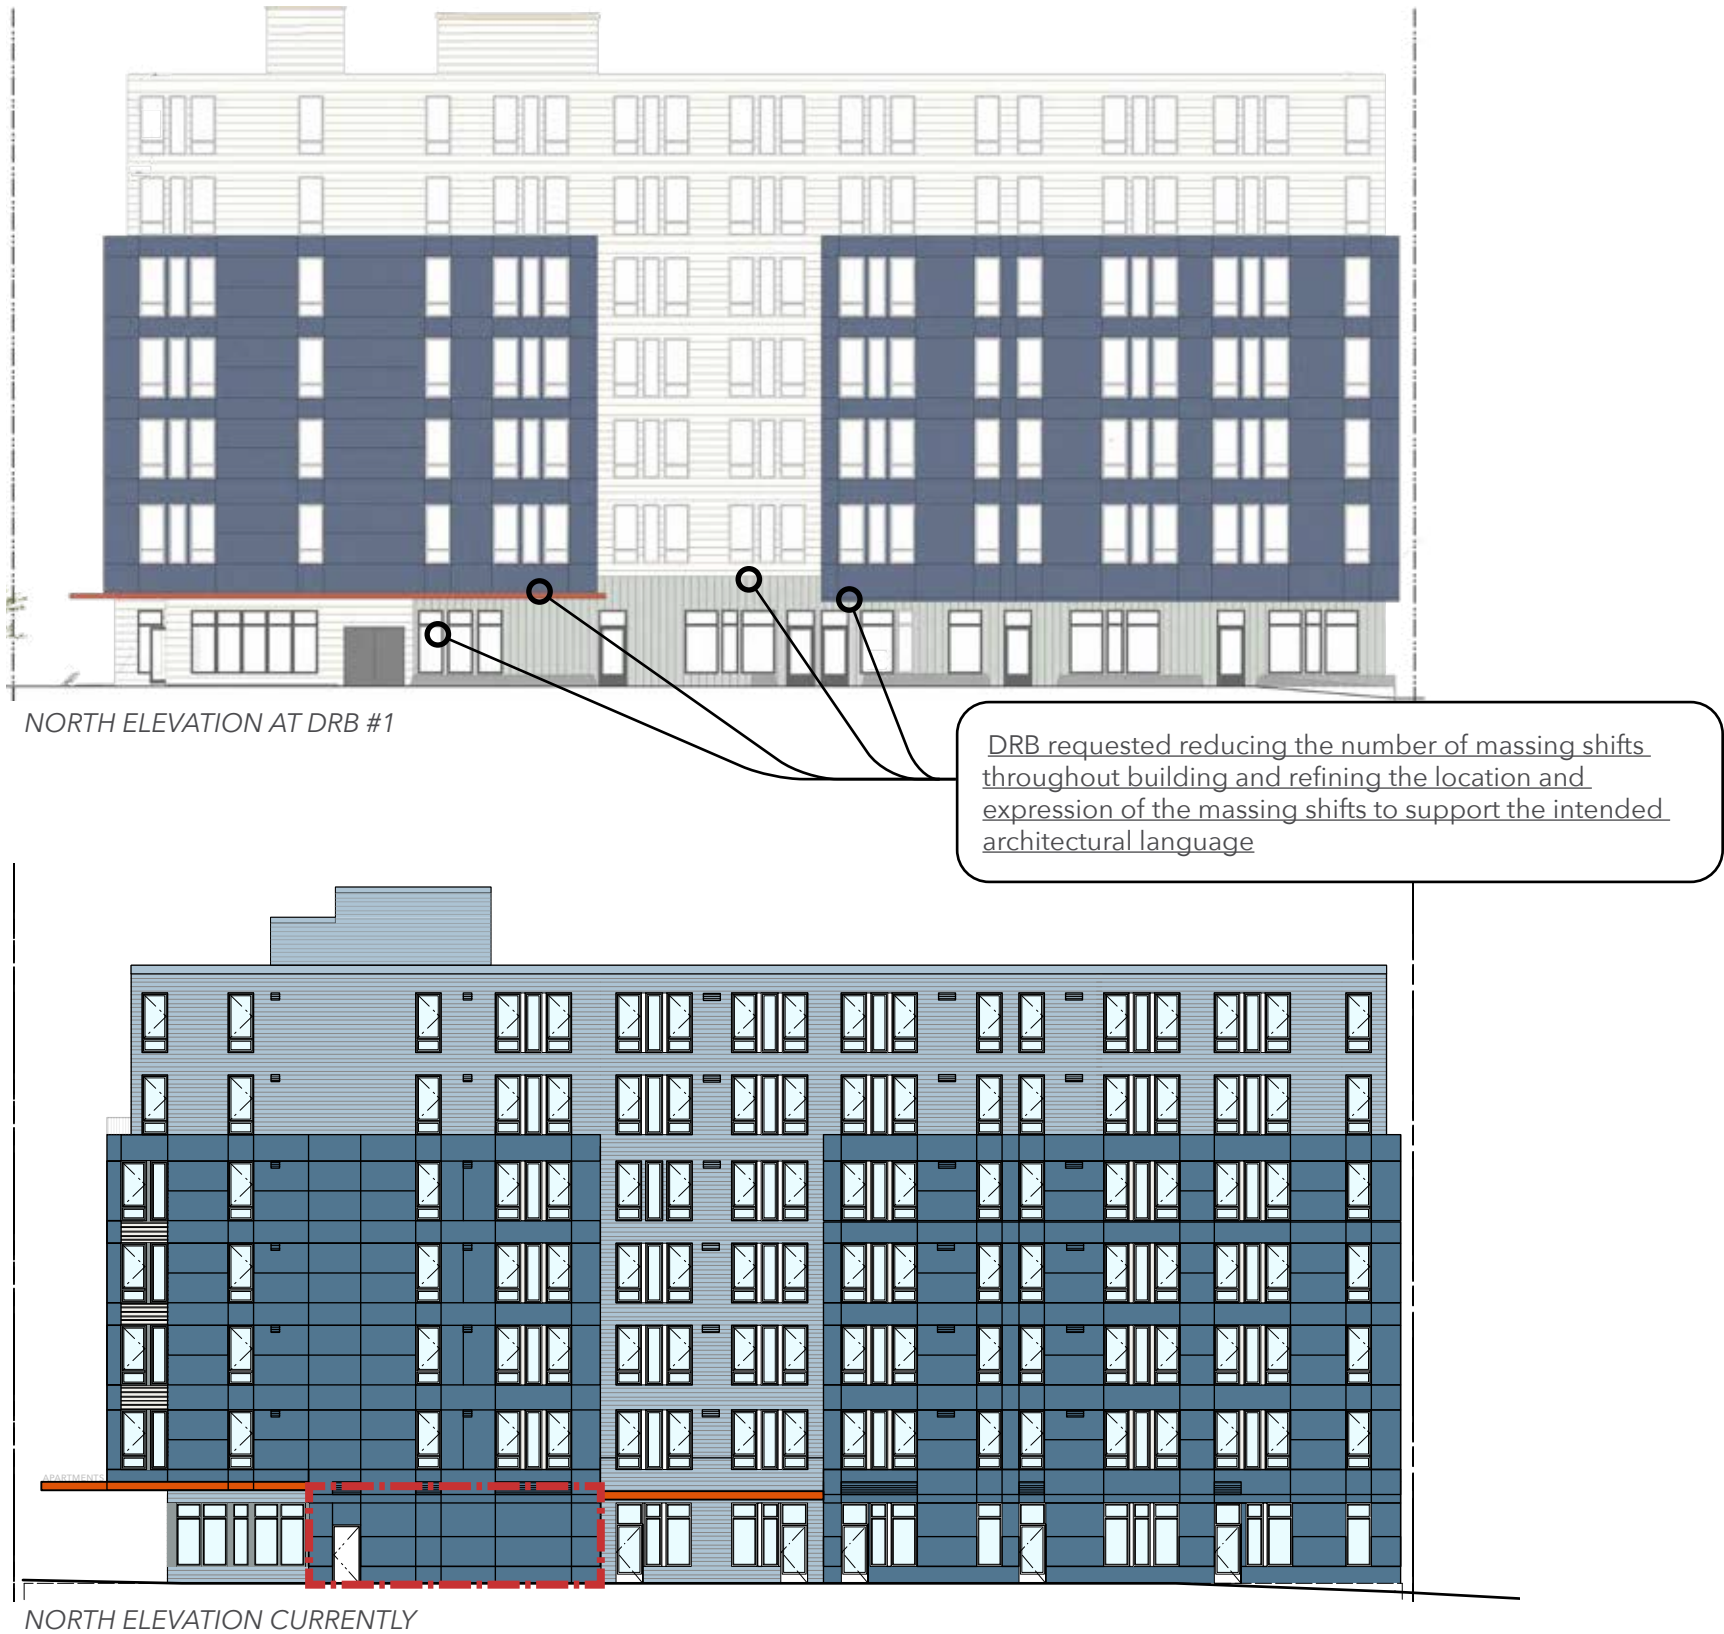 NORTH ELEVATION AT DRB #1
DRB requested reducing the number of massing shifts
throughout building and refining the location and
expression of the massing shifts to support the intended
architectural language
APARTMENTS
NORTH ELEVATION CURRENTLY